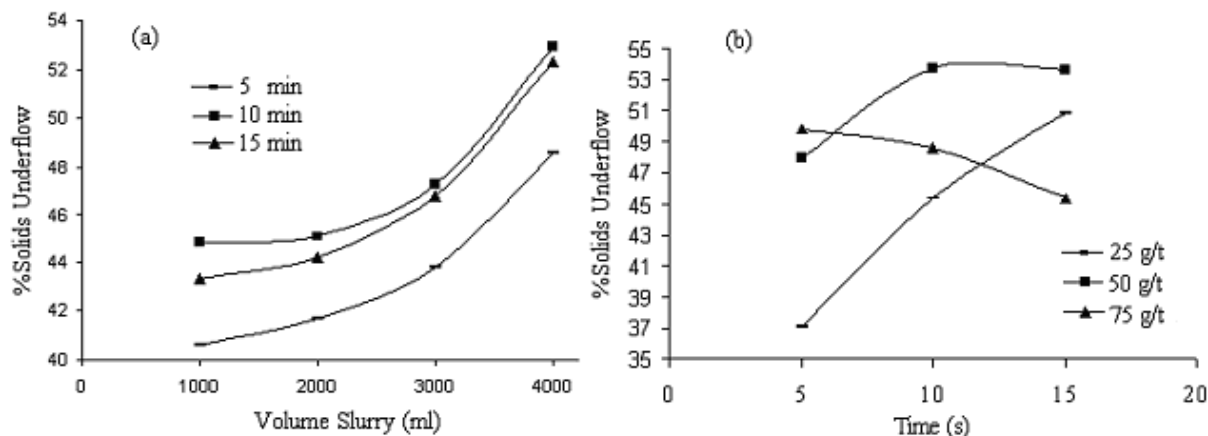 (a)
54
52
50
48
46
44
42
40
%Solids Underflow
5 min
10 min
15 min
0 1000 2000 3000 4000
Volume Slurry (ml)
(b)
55
53
51
49
47
45
43
41
39
37
35
%Solids Underflow
25 g/t
50 g/t
75 g/t
0 5 10 15 20
Time (s)